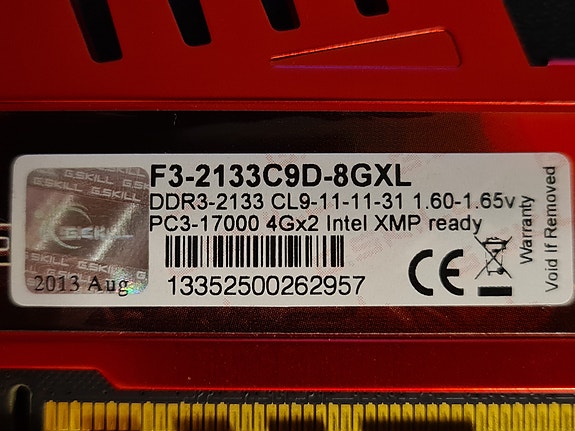 F3-2133C9D-8GXL
DDR3-2133 CL9-11-11-31 1.60-1.65v
PC3-17000 4Gx2 Intel XMP ready
13352500262957
G.SKILL
2013 Aug
CE
Warranty
Void If Removed